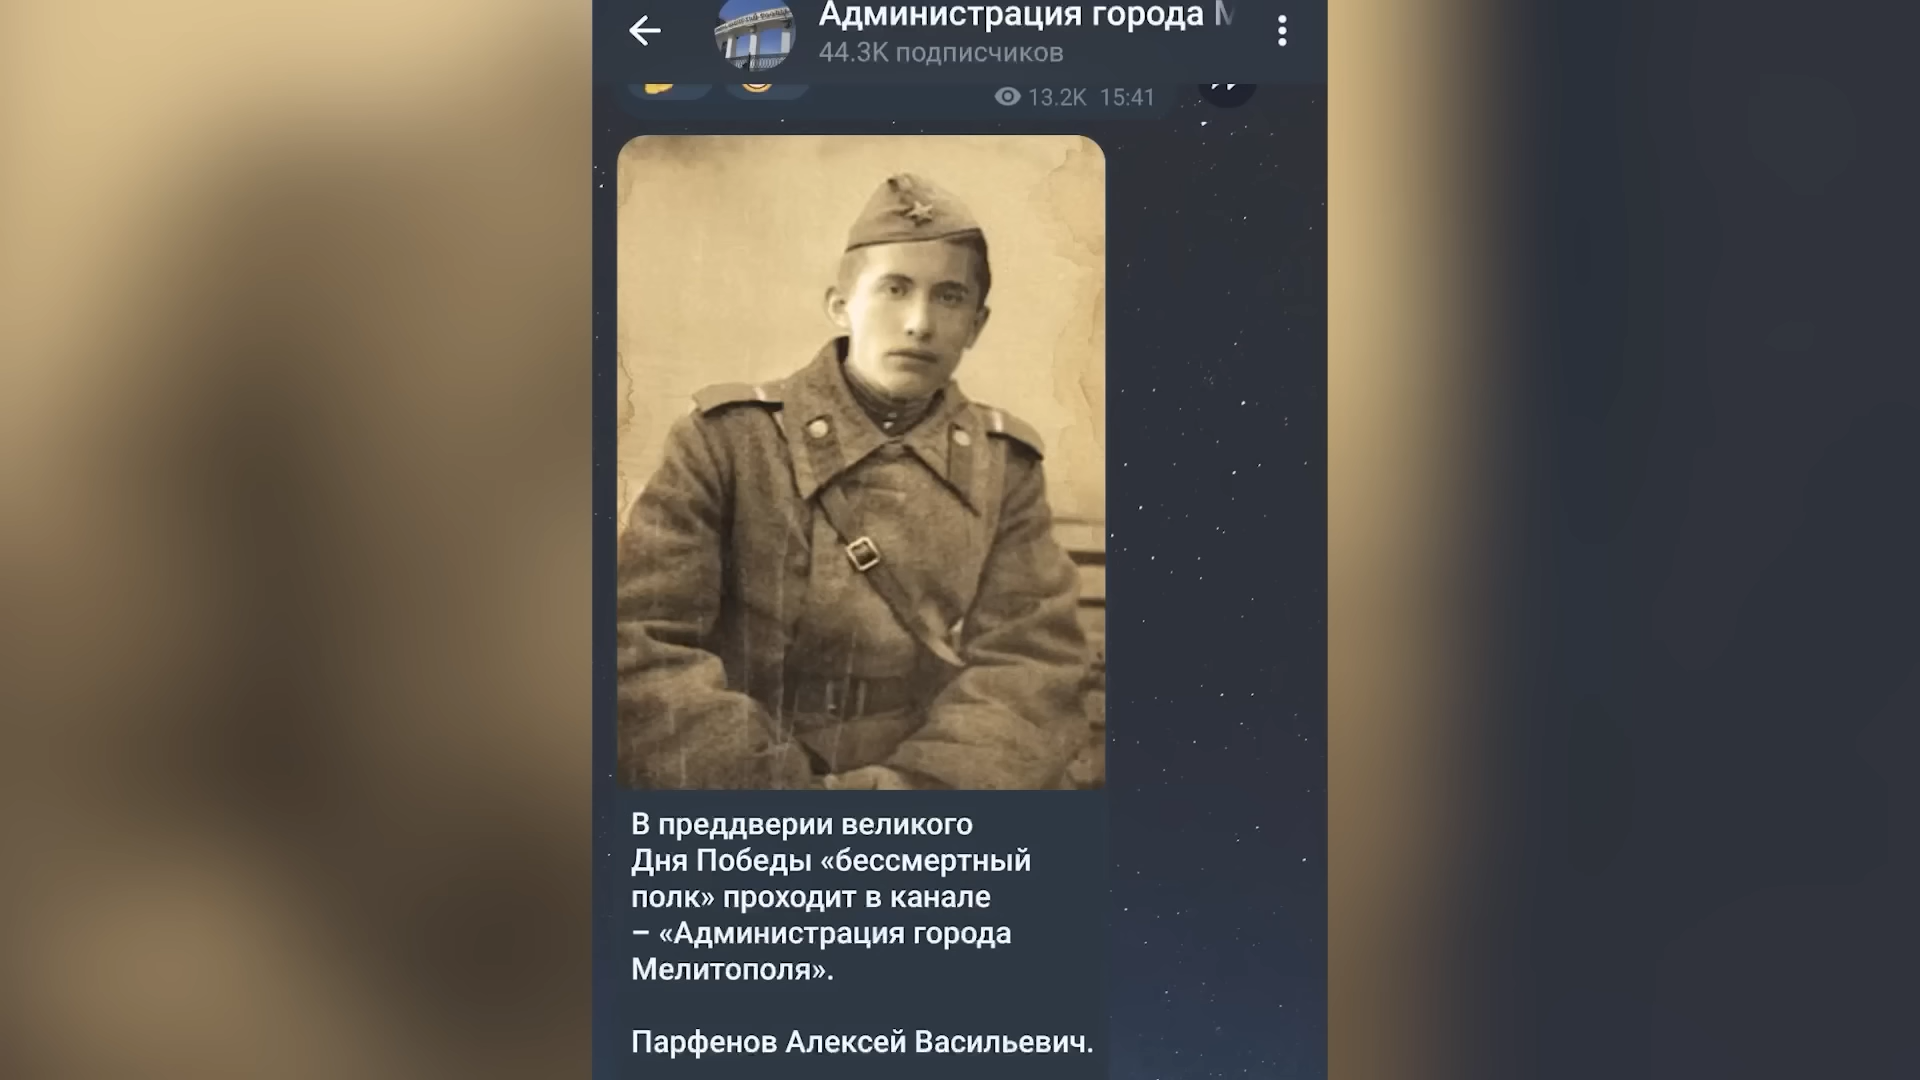 Администрация города
44.3K подписчиков
13.2K 15:41
В преддверии великого
Дня Победы «бессмертный
полк» проходит в канале
– «Администрация города
Мелитополя».
Парфенов Алексей Васильевич.